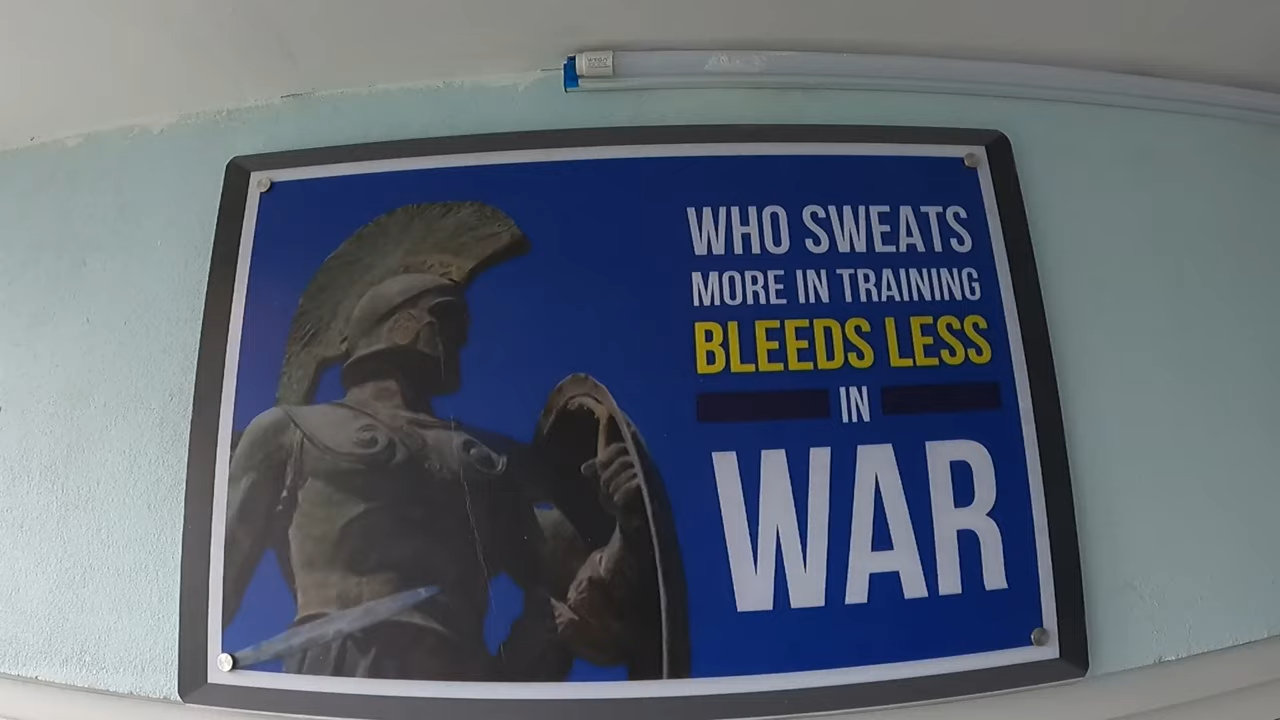 WHO SWEATS
MORE IN TRAINING
BLEEDS LESS
IN
WAR